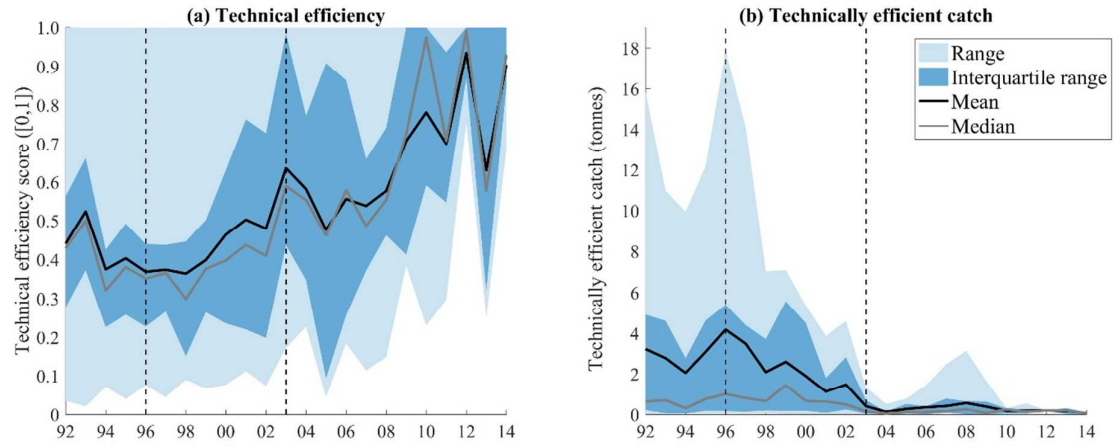 (a) Technical efficiency
Technical efficiency score ([0,1])
1.0
0.9
0.8
0.7
0.6
0.5
0.4
0.3
0.2
0.1
0
92 94 96 98 00 02 04 06 08 10 12 14
(b) Technically efficient catch
Technically efficient catch (tonnes)
18
16
14
12
10
8
6
4
2
0
92 94 96 98 00 02 04 06 08 10 12 14
Range
Interquartile range
Mean
Median